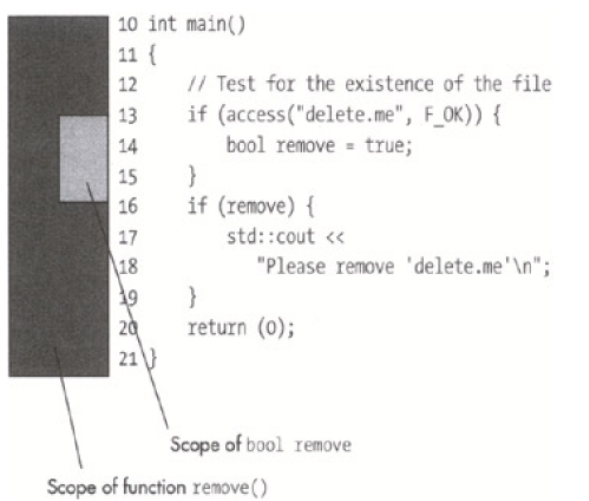 10 int main()
11 {
12     // Test for the existence of the file
13     if (access("delete.me", F_OK)) {
14         bool remove = true;
15     }
16     if (remove) {
17         std::cout <<
18            "Please remove 'delete.me'\n";
19     }
20     return (0);
21 }
Scope of bool remove
Scope of function remove()